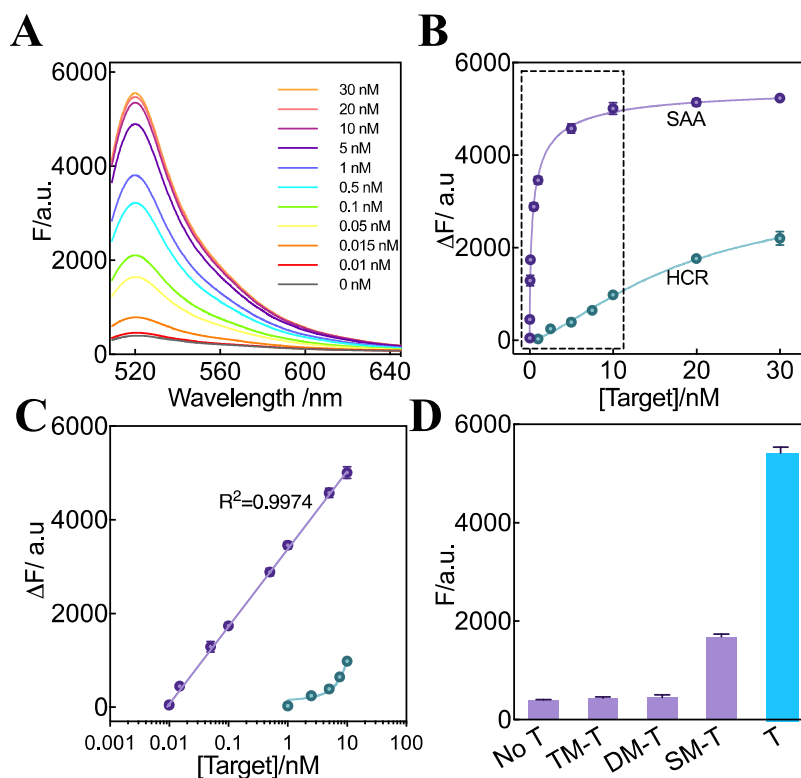 A
6000
4000
2000
0
F/a.u.
520
560
600
640
Wavelength /nm
30 nM
20 nM
10 nM
5 nM
1 nM
0.5 nM
0.1 nM
0.05 nM
0.015 nM
0.01 nM
0 nM
B
6000
4000
2000
0
ΔF/ a.u
SAA
HCR
0
10
20
30
[Target]/nM
C
6000
4000
2000
0
ΔF/ a.u
R²=0.9974
0.001
0.01
0.1
1
10
100
[Target]/nM
D
6000
4000
2000
0
F/a.u.
No T
TM-T
DM-T
SM-T
T